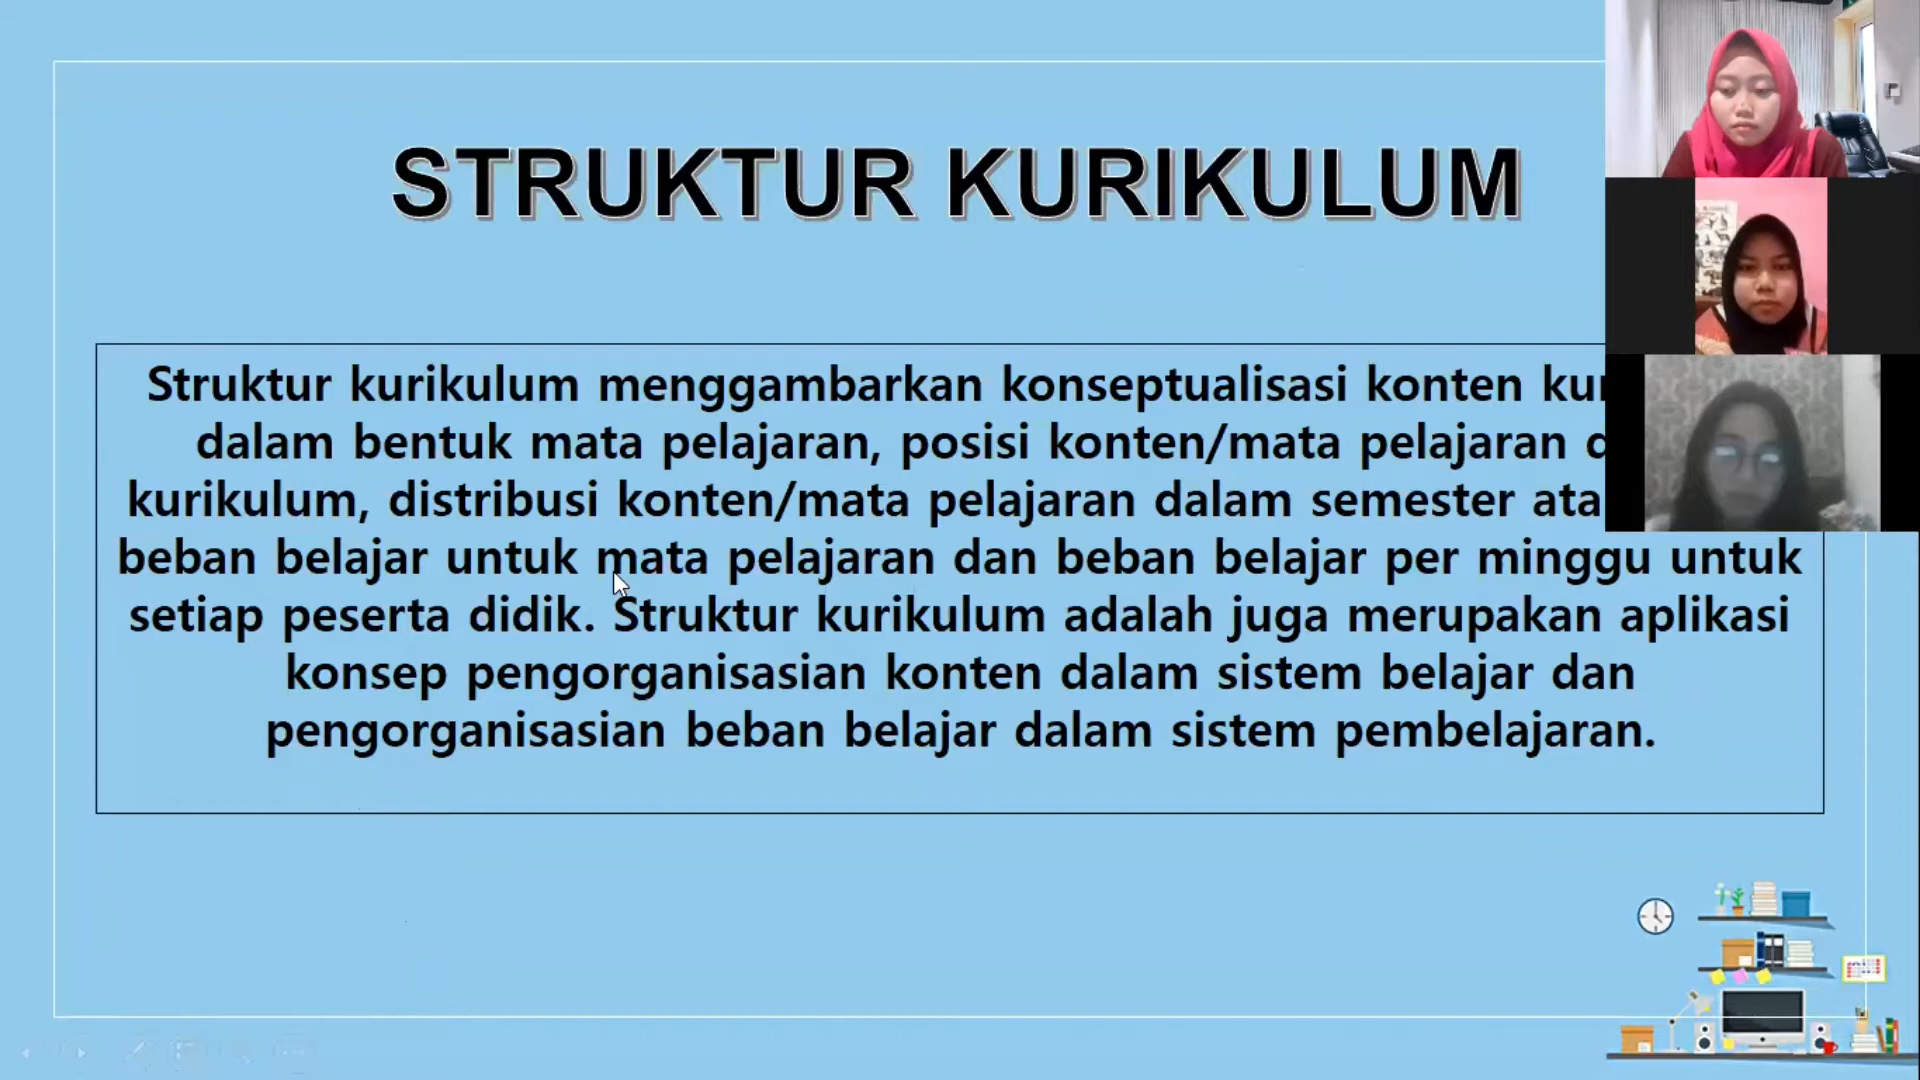 STRUKTUR KURIKULUM
Struktur kurikulum menggambarkan konseptualisasi konten
dalam bentuk mata pelajaran, posisi konten/mata pelajaran
kurikulum, distribusi konten/mata pelajaran dalam semester
beban belajar untuk mata pelajaran dan beban belajar per minggu untuk
setiap peserta didik. Struktur kurikulum adalah juga merupakan aplikasi
konsep pengorganisasian konten dalam sistem belajar dan
pengorganisasian beban belajar dalam sistem pembelajaran.